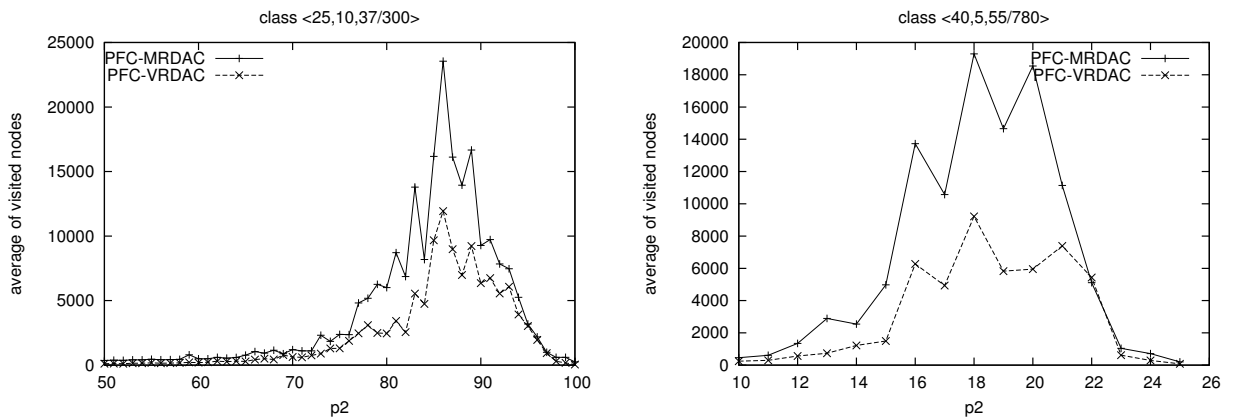 class <25,10,37/300>
PFC-MRDAC
PFC-VRDAC
average of visited nodes
25000
20000
15000
10000
5000
0
50 60 70 80 90 100
p2
class <40,5,55/780>
PFC-MRDAC
PFC-VRDAC
average of visited nodes
20000
18000
16000
14000
12000
10000
8000
6000
4000
2000
0
10 12 14 16 18 20 22 24 26
p2